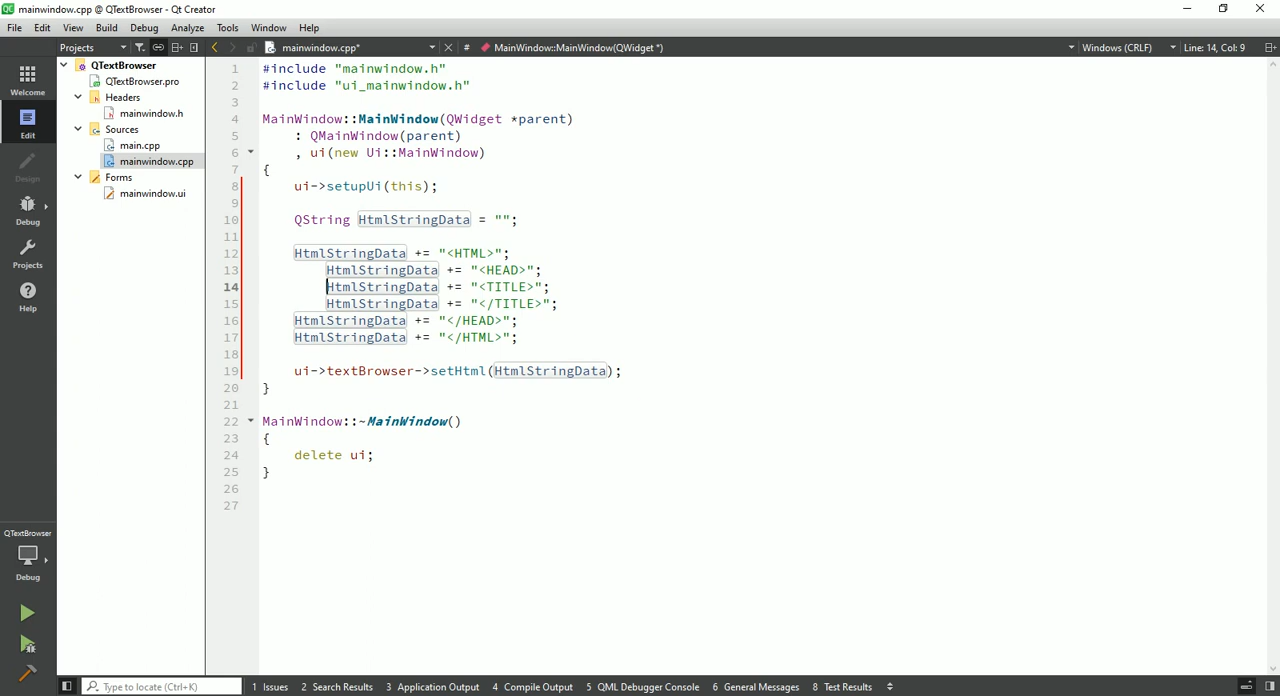 mainwindow.cpp @ QTextBrowser - Qt Creator
File Edit View Build Debug Analyze Tools Window Help
Projects mainwindow.cpp* # MainWindow::MainWindow(QWidget *) Windows (CRLF) Line: 14, Col: 9
Welcome
Edit
Design
Debug
Projects
Help
QTextBrowser
Debug
QTextBrowser
QTextBrowser.pro
Headers
mainwindow.h
Sources
main.cpp
mainwindow.cpp
Forms
mainwindow.ui
1 #include "mainwindow.h"
2 #include "ui_mainwindow.h"
3
4 MainWindow::MainWindow(QWidget *parent)
5     : QMainWindow(parent)
6     , ui(new Ui::MainWindow)
7 {
8     ui->setupUi(this);
9
10     QString HtmlStringData = "";
11
12     HtmlStringData += "<HTML>";
13         HtmlStringData += "<HEAD>";
14         HtmlStringData += "<TITLE>";
15         HtmlStringData += "</TITLE>";
16     HtmlStringData += "</HEAD>";
17     HtmlStringData += "</HTML>";
18
19     ui->textBrowser->setHtml(HtmlStringData);
20 }
21
22 MainWindow::~MainWindow()
23 {
24     delete ui;
25 }
26
27
Type to locate (Ctrl+K) 1 Issues 2 Search Results 3 Application Output 4 Compile Output 5 QML Debugger Console 6 General Messages 8 Test Results